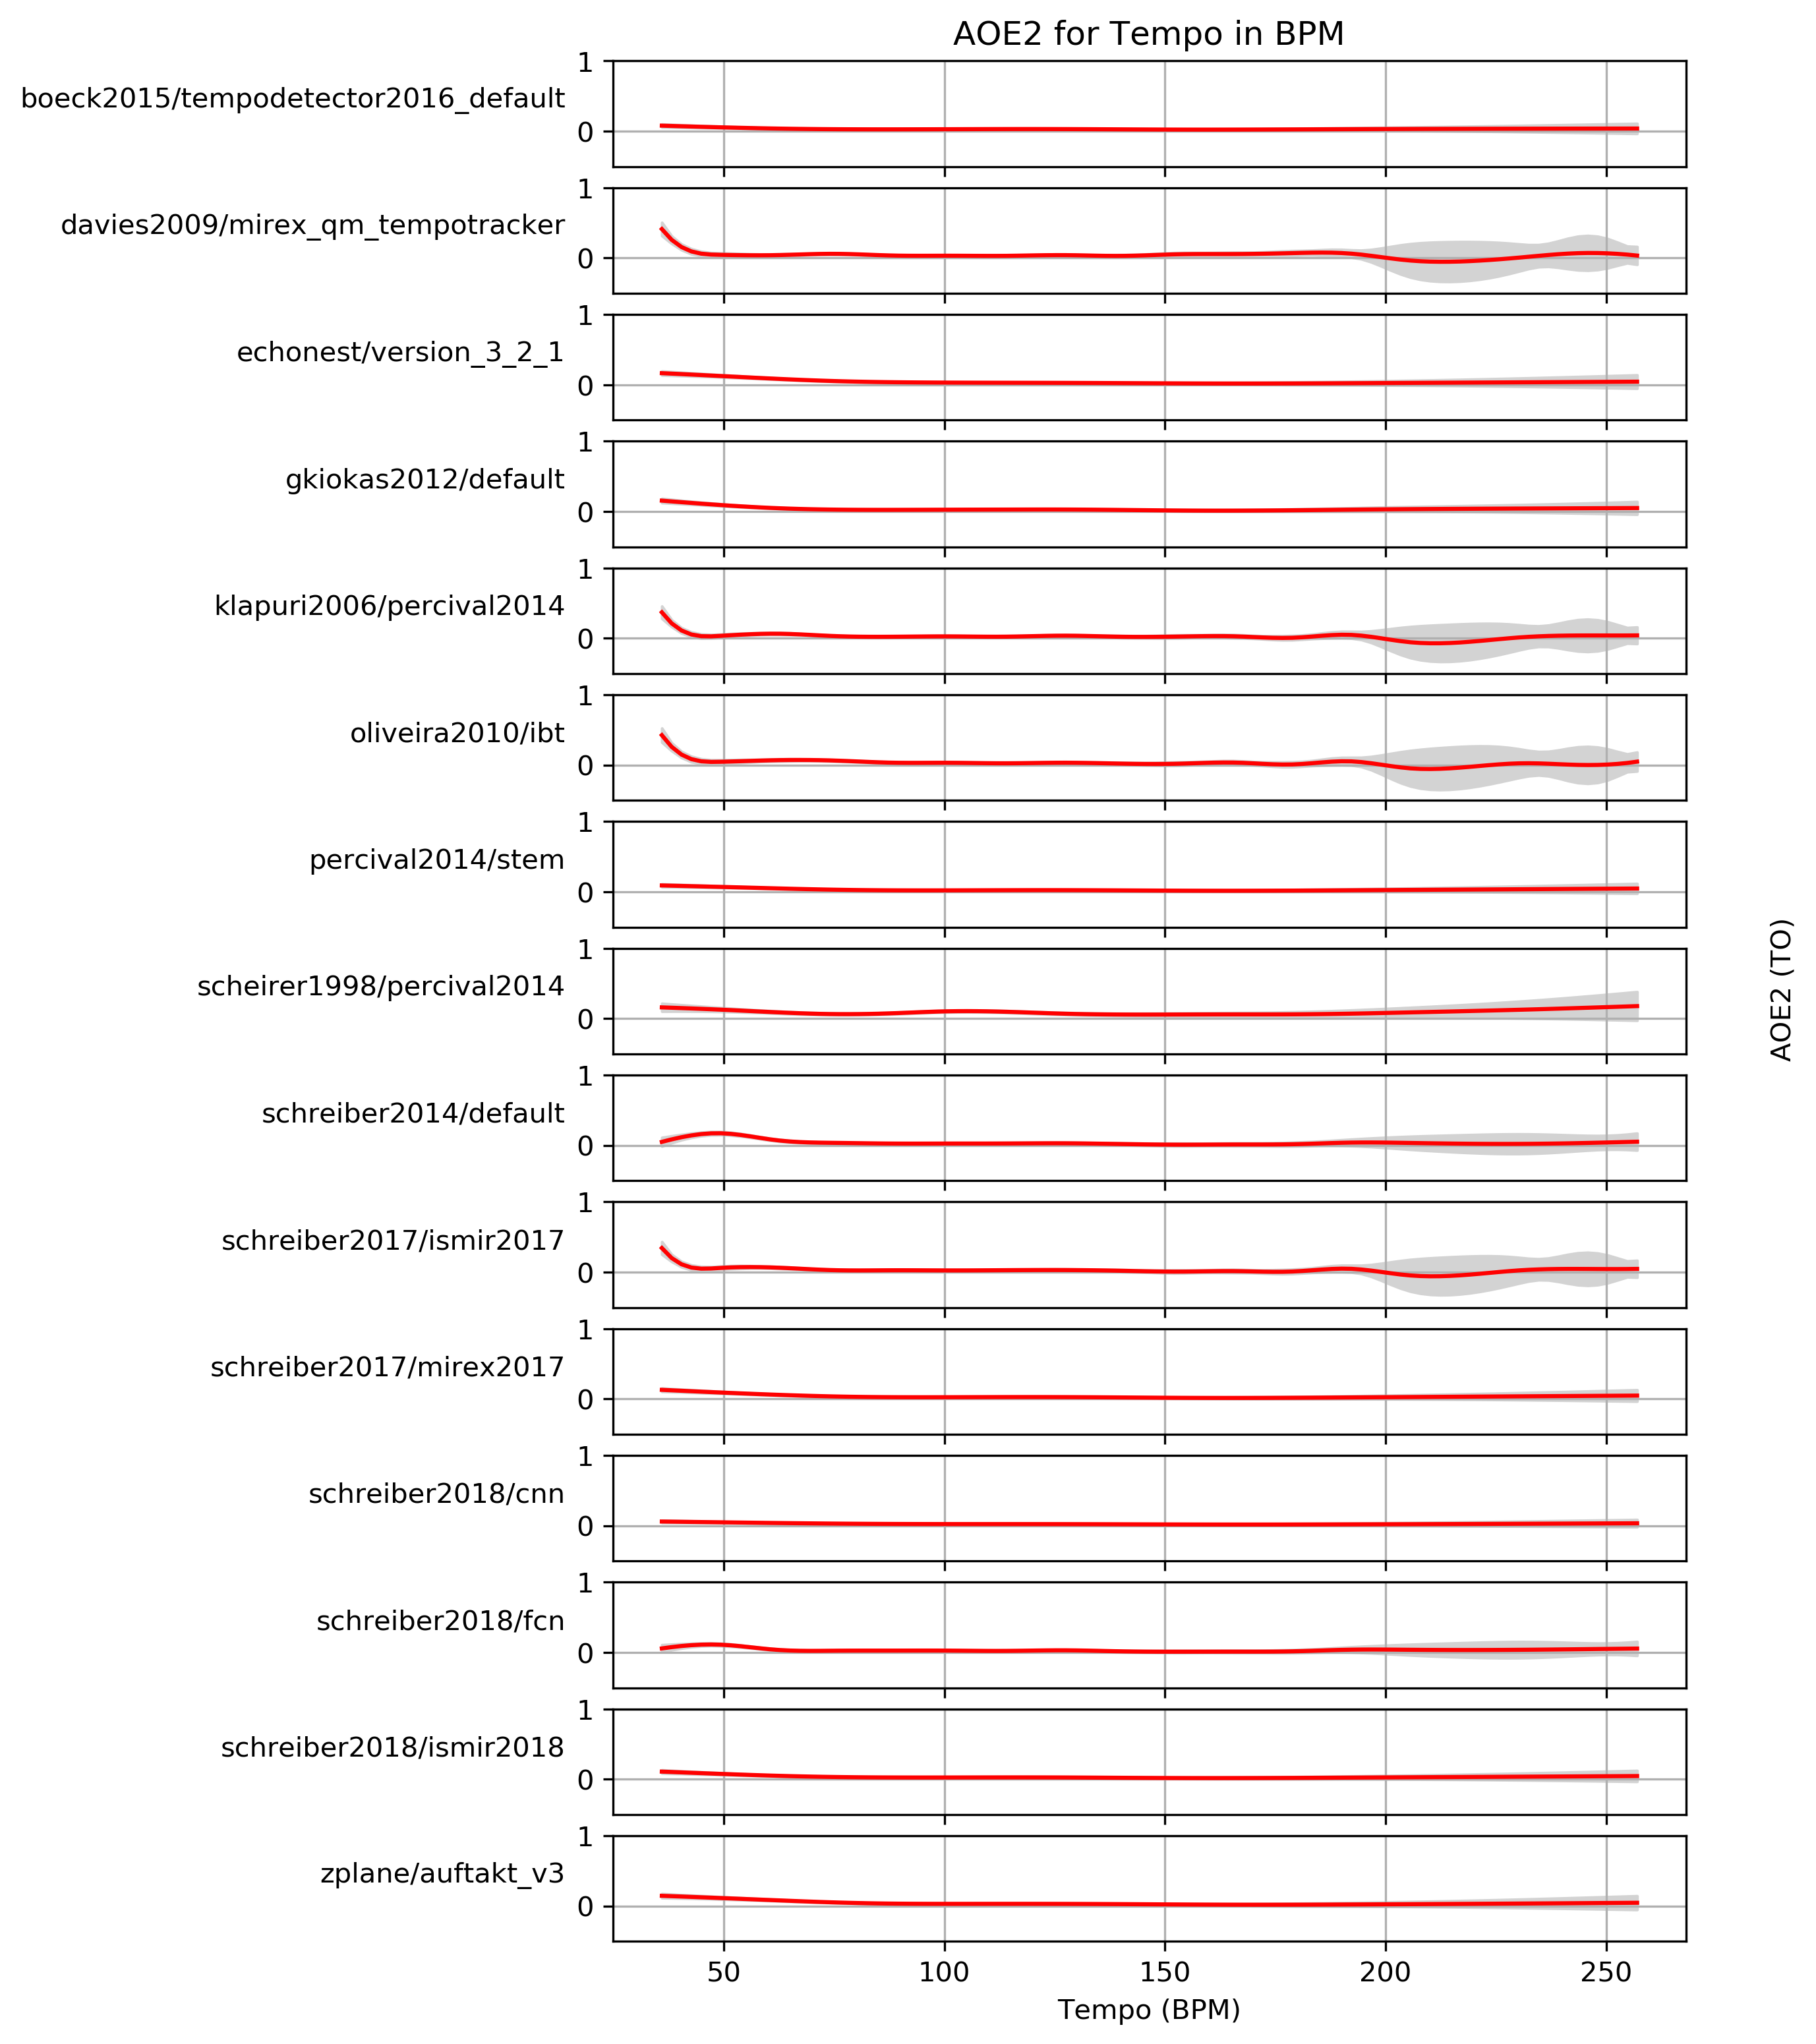 AOE2 for Tempo in BPM
boeck2015/tempodetector2016_default
1
0
davies2009/mirex_qm_tempotracker
1
0
echonest/version_3_2_1
1
0
gkiokas2012/default
1
0
klapuri2006/percival2014
1
0
oliveira2010/ibt
1
0
percival2014/stem
1
0
scheirer1998/percival2014
1
0
AOE2 (TO)
schreiber2014/default
1
0
schreiber2017/ismir2017
1
0
schreiber2017/mirex2017
1
0
schreiber2018/cnn
1
0
schreiber2018/fcn
1
0
schreiber2018/ismir2018
1
0
zplane/auftakt_v3
1
0
50 100 150 200 250
Tempo (BPM)